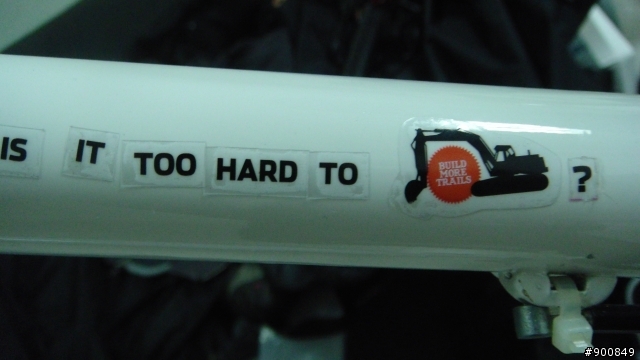 IS IT TOO HARD TO
BUILD
MORE
TRAILS
?
#900849